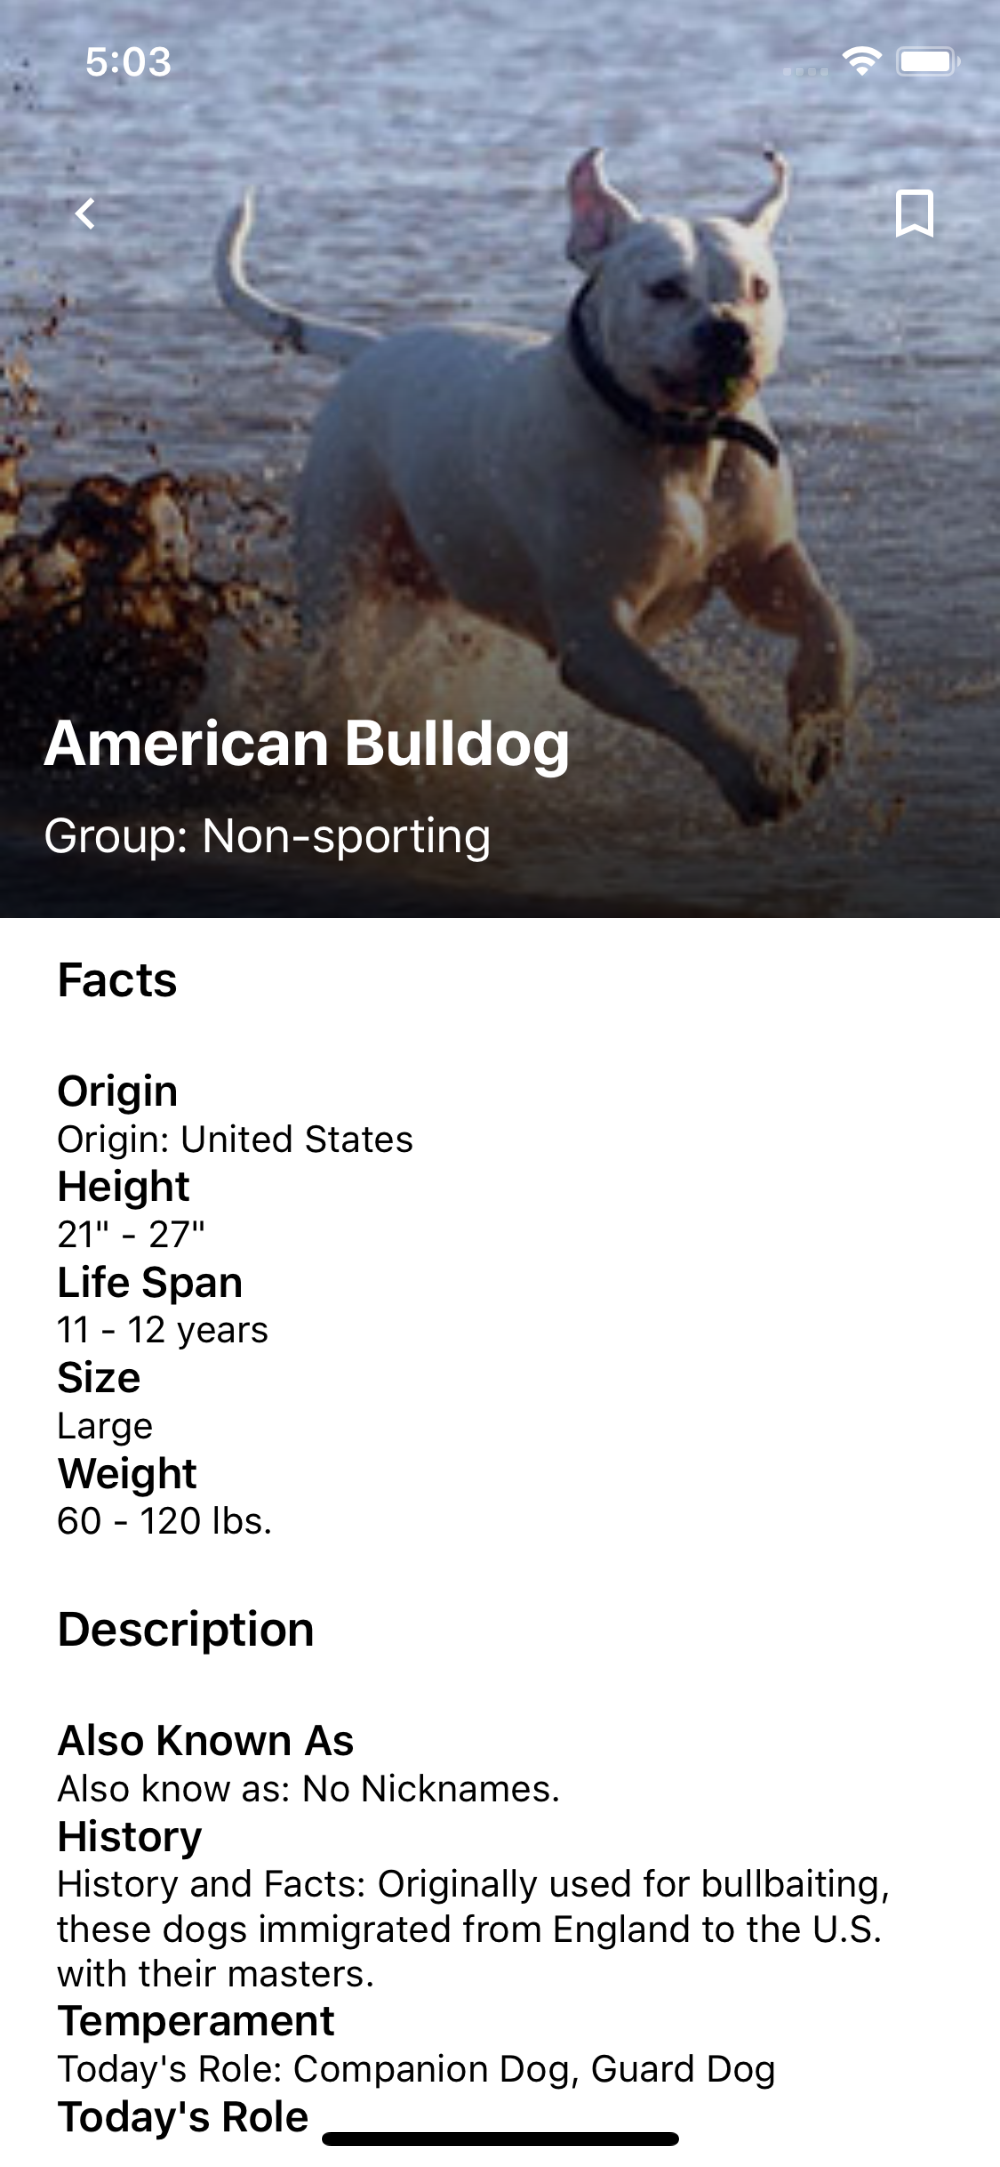 5:03
American Bulldog
Group: Non-sporting
Facts
Origin
Origin: United States
Height
21" - 27"
Life Span
11 - 12 years
Size
Large
Weight
60 - 120 lbs.
Description
Also Known As
Also know as: No Nicknames.
History
History and Facts: Originally used for bullbaiting,
these dogs immigrated from England to the U.S.
with their masters.
Temperament
Today's Role: Companion Dog, Guard Dog
Today's Role